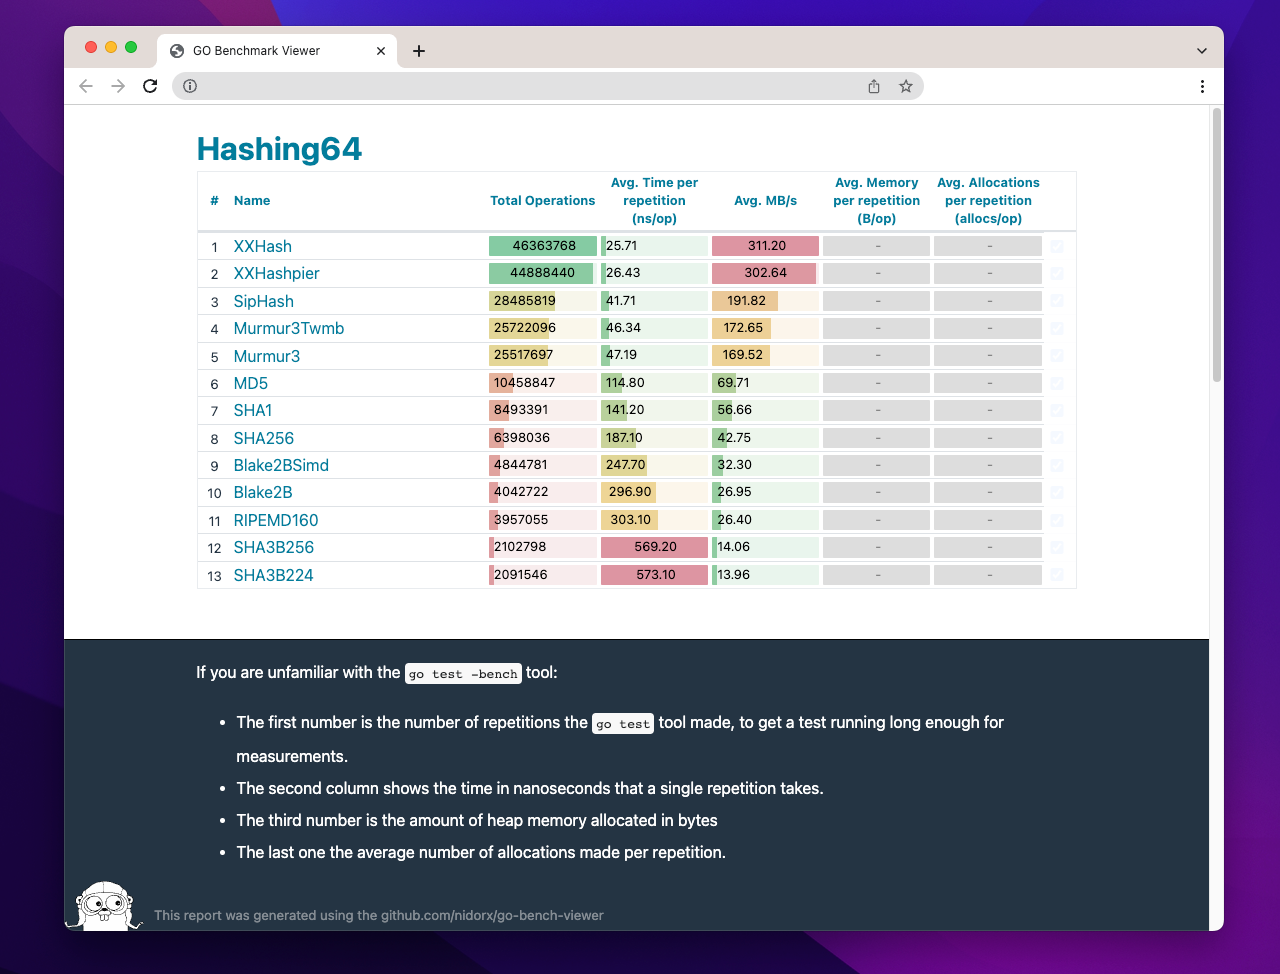 GO Benchmark Viewer
Hashing64
# Name Total Operations Avg. Time per repetition (ns/op) Avg. MB/s Avg. Memory per repetition (B/op) Avg. Allocations per repetition (allocs/op)
1 XXHash 46363768 25.71 311.20 - -
2 XXHashpier 44888440 26.43 302.64 - -
3 SipHash 28485819 41.71 191.82 - -
4 Murmur3Twmb 25722096 46.34 172.65 - -
5 Murmur3 25517697 47.19 169.52 - -
6 MD5 10458847 114.80 69.71 - -
7 SHA1 8493391 141.20 56.66 - -
8 SHA256 6398036 187.10 42.75 - -
9 Blake2BSimd 4844781 247.70 32.30 - -
10 Blake2B 4042722 296.90 26.95 - -
11 RIPEMD160 3957055 303.10 26.40 - -
12 SHA3B256 2102798 569.20 14.06 - -
13 SHA3B224 2091546 573.10 13.96 - -
If you are unfamiliar with the go test -bench tool:
• The first number is the number of repetitions the go test tool made, to get a test running long enough for
measurements.
• The second column shows the time in nanoseconds that a single repetition takes.
• The third number is the amount of heap memory allocated in bytes
• The last one the average number of allocations made per repetition.
This report was generated using the github.com/nidorx/go-bench-viewer